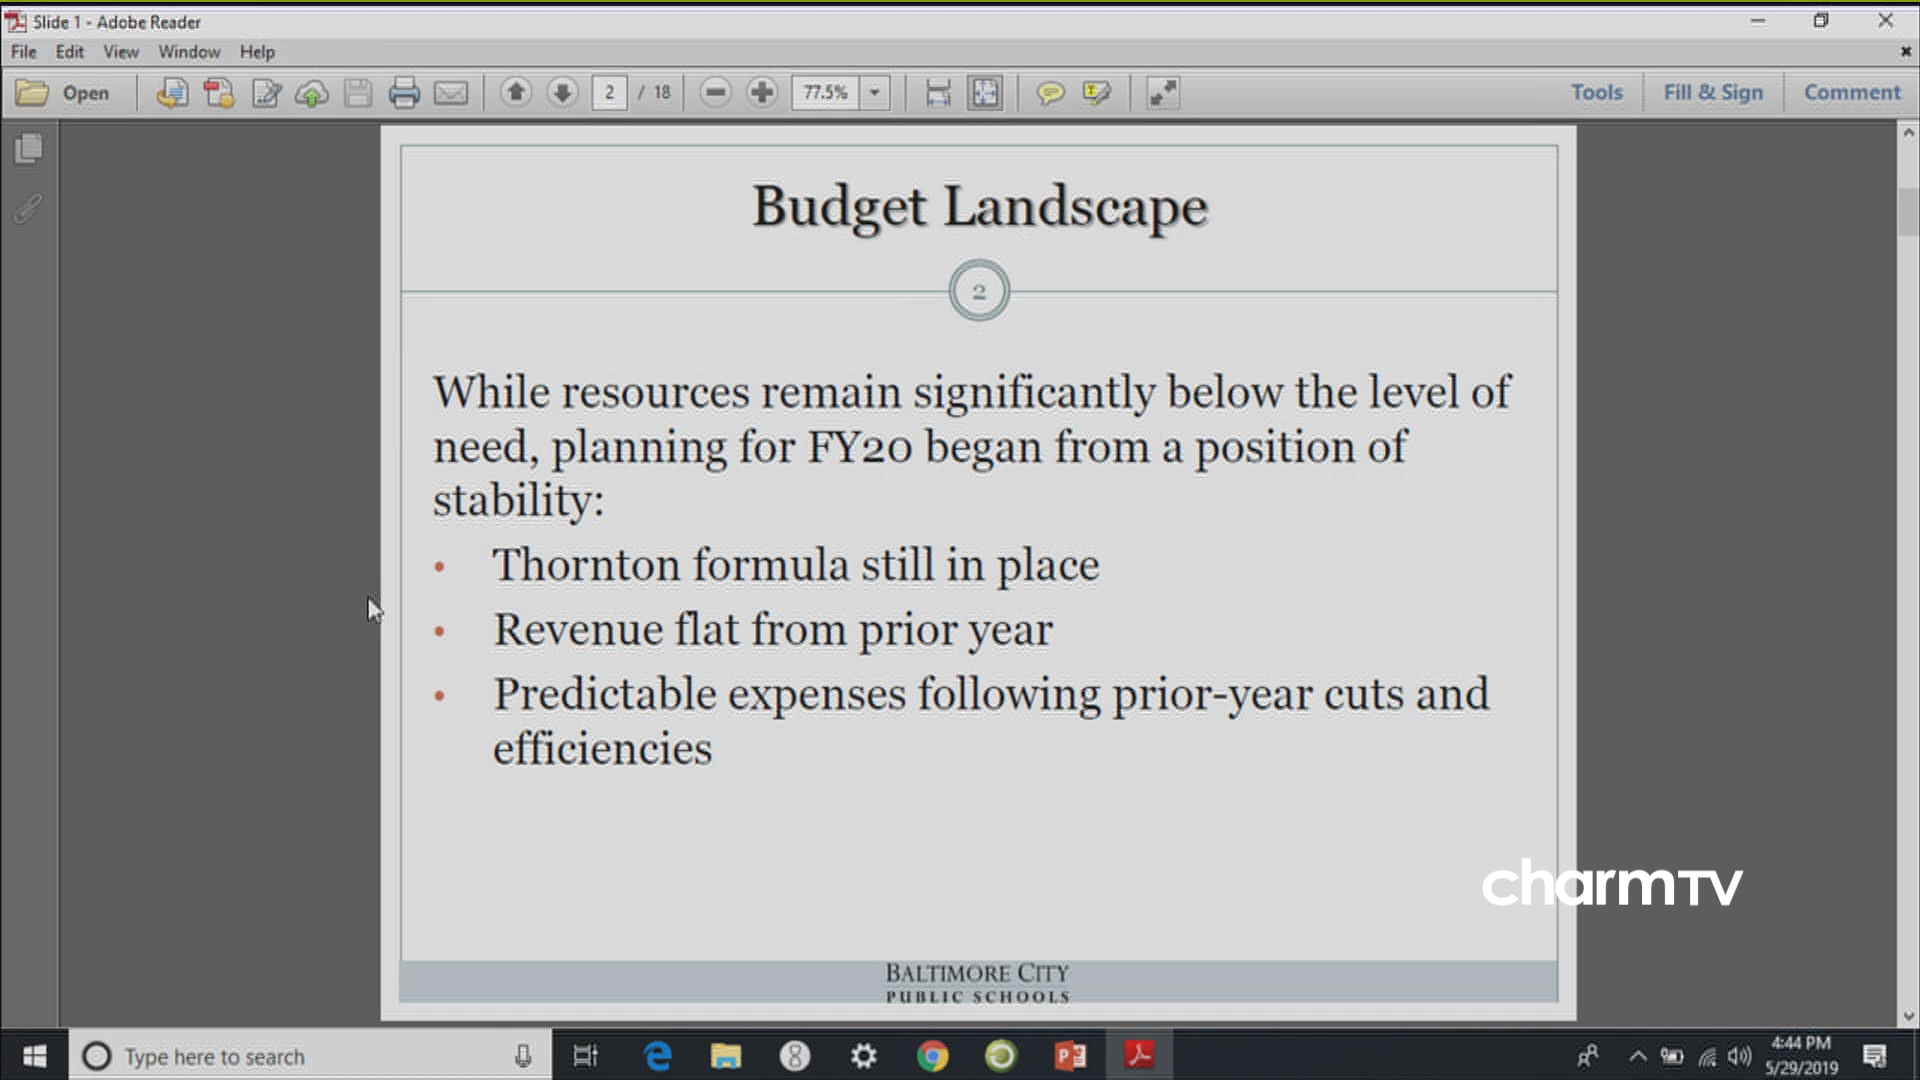 Slide 1 - Adobe Reader
File Edit View Window Help
Open 2 / 18 77.5% Tools Fill & Sign Comment
Budget Landscape
2
While resources remain significantly below the level of
need, planning for FY20 began from a position of
stability:
• Thornton formula still in place
• Revenue flat from prior year
• Predictable expenses following prior-year cuts and
efficiencies
charmTV
BALTIMORE CITY
PUBLIC SCHOOLS
Type here to search
4:44 PM
5/29/2019